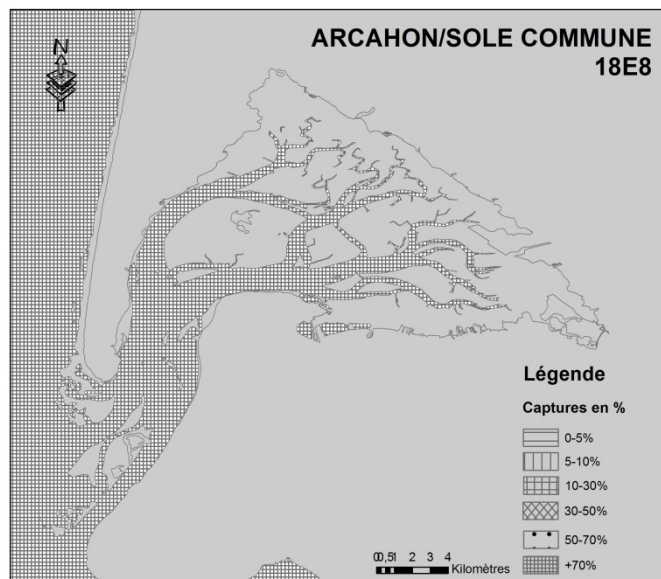 ARCAHON/SOLE COMMUNE
18E8
N
Légende
Captures en %
0-5%
5-10%
10-30%
30-50%
50-70%
+70%
0 0,5 1 2 3 4
Kilomètres